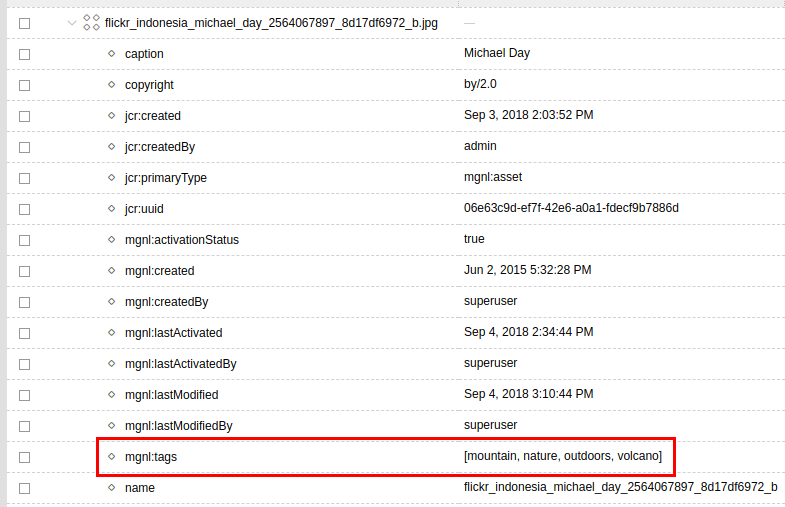 flickr_indonesia_michael_day_2564067897_8d17df6972_b.jpg —
caption Michael Day
copyright by/2.0
jcr:created Sep 3, 2018 2:03:52 PM
jcr:createdBy admin
jcr:primaryType mgnl:asset
jcr:uuid 06e63c9d-ef7f-42e6-a0a1-fdecf9b7886d
mgnl:activationStatus true
mgnl:created Jun 2, 2015 5:32:28 PM
mgnl:createdBy superuser
mgnl:lastActivated Sep 4, 2018 2:34:44 PM
mgnl:lastActivatedBy superuser
mgnl:lastModified Sep 4, 2018 3:10:44 PM
mgnl:lastModifiedBy superuser
mgnl:tags [mountain, nature, outdoors, volcano]
name flickr_indonesia_michael_day_2564067897_8d17df6972_b